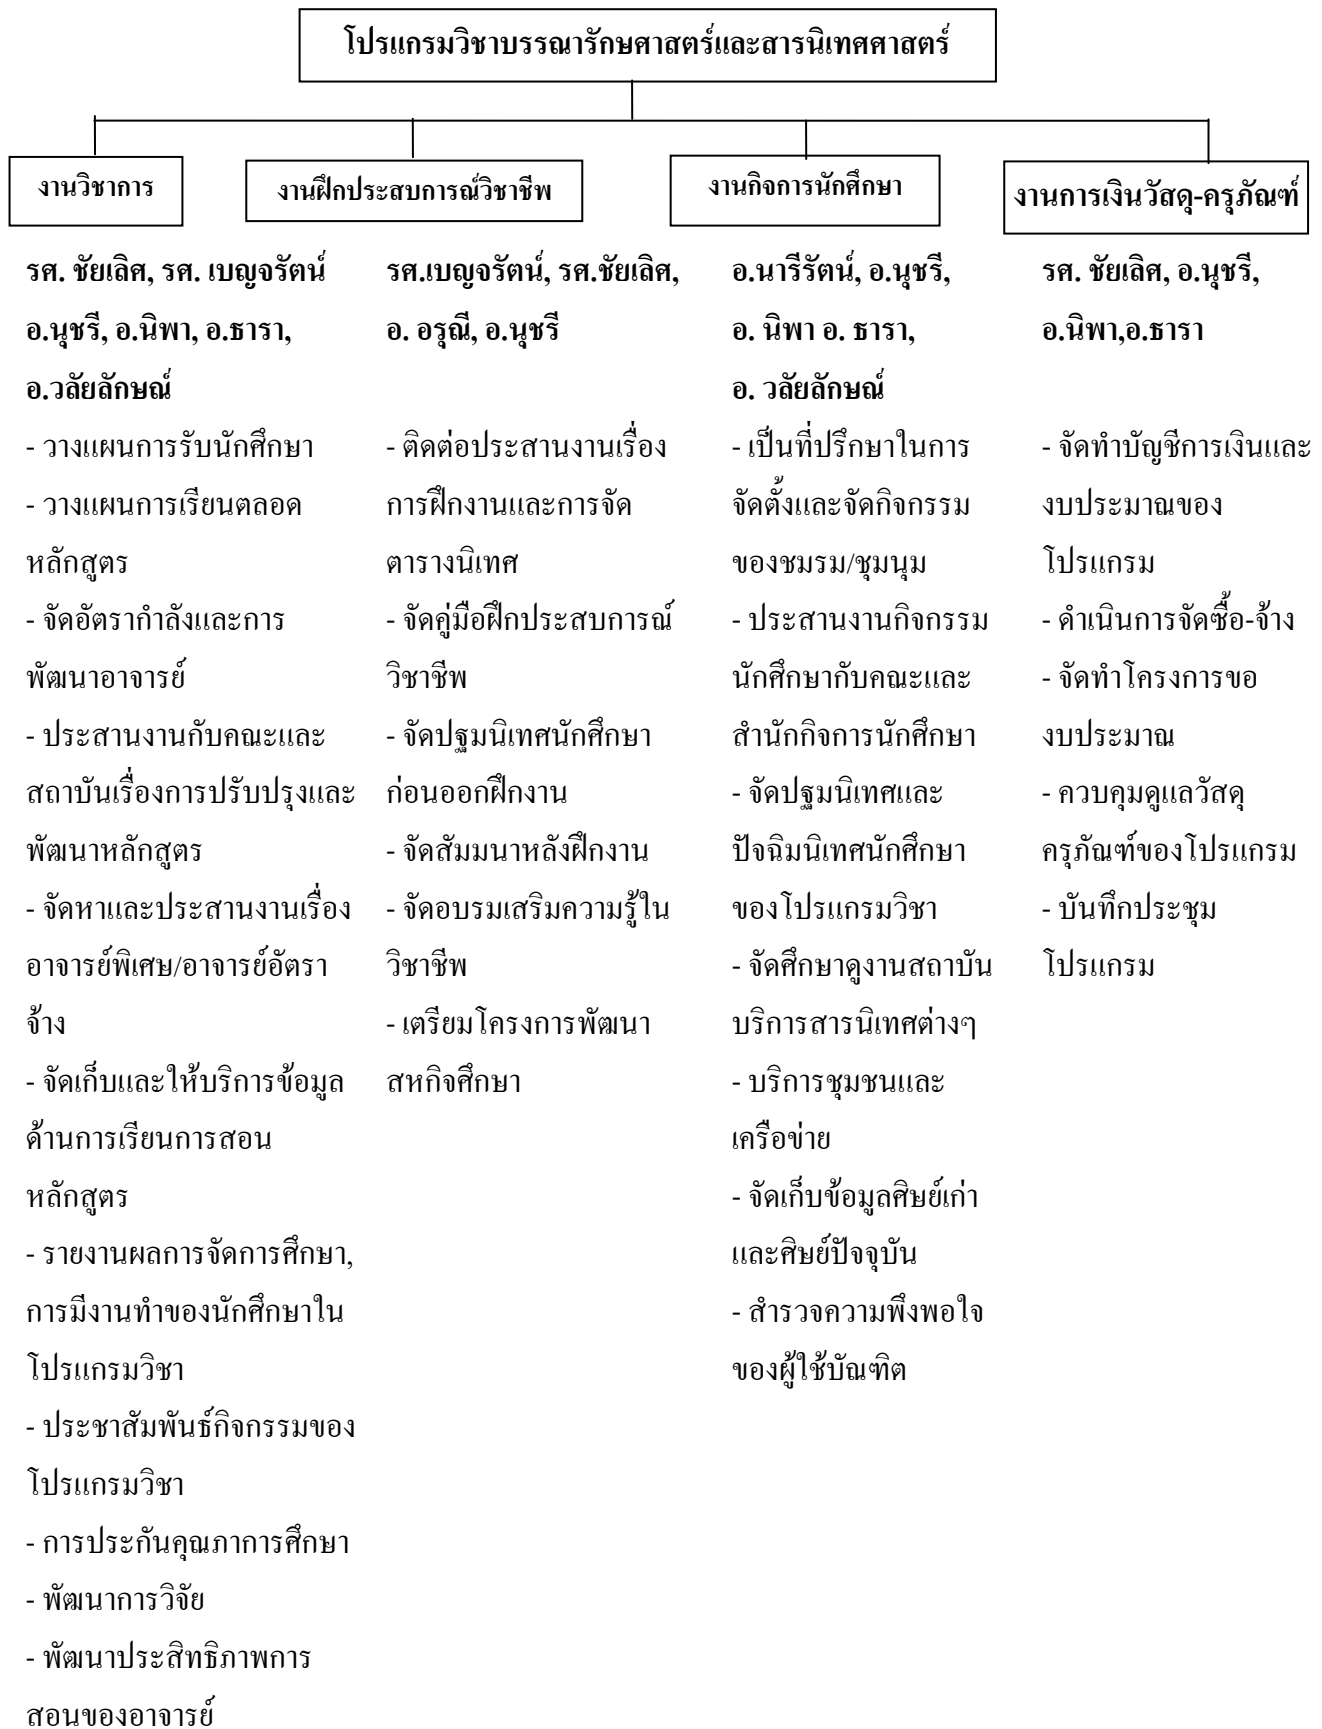 โปรแกรมวิชาบรรณารักษศาสตร์และสารนิเทศศาสตร์
งานวิชาการ
งานฝึกประสบการณ์วิชาชีพ
งานกิจการนักศึกษา
งานการเงินวัสดุ-ครุภัณฑ์
รศ. ชัยเลิศ, รศ. เบญจรัตน์
อ.นุชรี, อ.นิพา, อ.ธารา,
อ.วลัยลักษณ์
- วางแผนการรับนักศึกษา
- วางแผนการเรียนตลอด
หลักสูตร
- จัดอัตรากำลังและการ
พัฒนาอาจารย์
- ประสานงานกับคณะและ
สถาบันเรื่องการปรับปรุงและ
พัฒนาหลักสูตร
- จัดหาและประสานงานเรื่อง
อาจารย์พิเศษ/อาจารย์อัตรา
จ้าง
- จัดเก็บและให้บริการข้อมูล
ด้านการเรียนการสอน
หลักสูตร
- รายงานผลการจัดการศึกษา,
การมีงานทำของนักศึกษาใน
โปรแกรมวิชา
- ประชาสัมพันธ์กิจกรรมของ
โปรแกรมวิชา
- การประกันคุณภาการศึกษา
- พัฒนาการวิจัย
- พัฒนาประสิทธิภาพการ
สอนของอาจารย์
รศ.เบญจรัตน์, รศ.ชัยเลิศ,
อ. อรุณี, อ.นุชรี
- ติดต่อประสานงานเรื่อง
การฝึกงานและการจัด
ตารางนิเทศ
- จัดคู่มือฝึกประสบการณ์
วิชาชีพ
- จัดปฐมนิเทศนักศึกษา
ก่อนออกฝึกงาน
- จัดสัมมนาหลังฝึกงาน
- จัดอบรมเสริมความรู้ใน
วิชาชีพ
- เตรียมโครงการพัฒนา
สหกิจศึกษา
อ.นารีรัตน์, อ.นุชรี,
อ. นิพา อ. ธารา,
อ. วลัยลักษณ์
- เป็นที่ปรึกษาในการ
จัดตั้งและจัดกิจกรรม
ของชมรม/ชุมนุม
- ประสานงานกิจกรรม
นักศึกษากับคณะและ
สำนักกิจการนักศึกษา
- จัดปฐมนิเทศและ
ปัจฉิมนิเทศนักศึกษา
ของโปรแกรมวิชา
- จัดศึกษาดูงานสถาบัน
บริการสารนิเทศต่างๆ
- บริการชุมชนและ
เครือข่าย
- จัดเก็บข้อมูลศิษย์เก่า
และศิษย์ปัจจุบัน
- สำรวจความพึงพอใจ
ของผู้ใช้บัณฑิต
รศ. ชัยเลิศ, อ.นุชรี,
อ.นิพา,อ.ธารา
- จัดทำบัญชีการเงินและ
งบประมาณของ
โปรแกรม
- ดำเนินการจัดซื้อ-จ้าง
- จัดทำโครงการขอ
งบประมาณ
- ควบคุมดูแลวัสดุ
ครุภัณฑ์ของโปรแกรม
- บันทึกประชุม
โปรแกรม